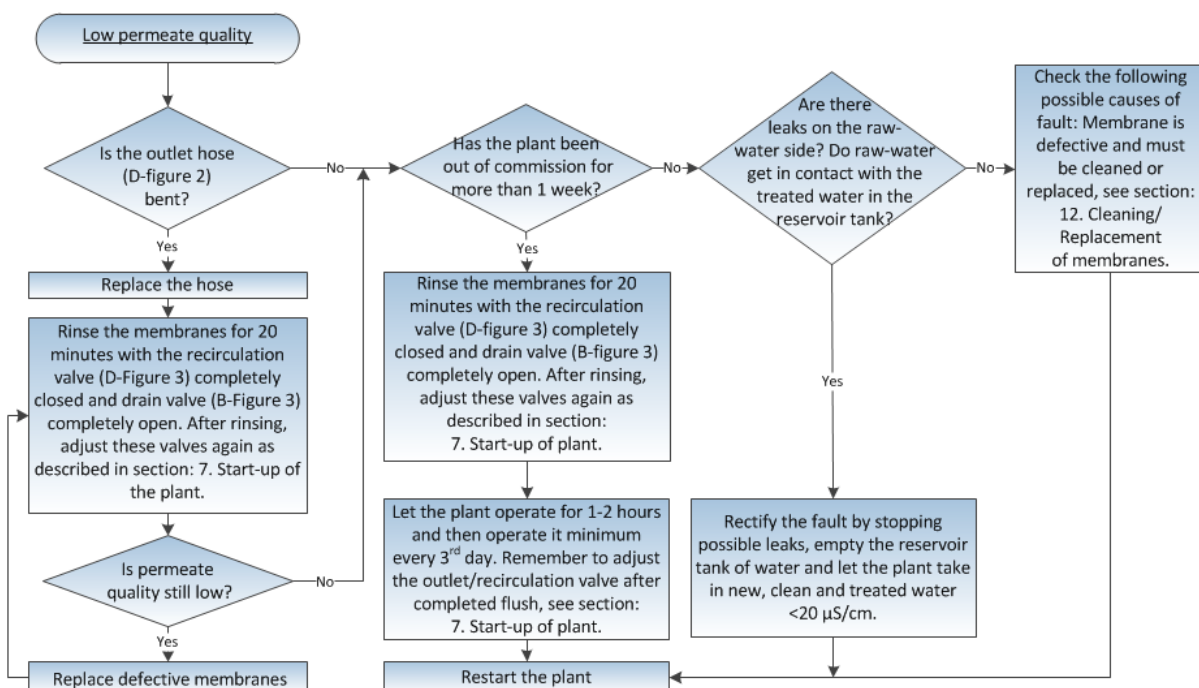 Low permeate quality
Is the outlet hose
(D-figure 2)
bent?
No
Yes
Replace the hose
Rinse the membranes for 20
minutes with the recirculation
valve (D-Figure 3) completely
closed and drain valve (B-Figure 3)
completely open. After rinsing,
adjust these valves again as
described in section: 7. Start-up of
the plant.
Is permeate
quality still low?
No
Yes
Replace defective membranes
Has the plant been
out of commission for
more than 1 week?
No
Yes
Rinse the membranes for 20
minutes with the recirculation
valve (D-figure 3) completely
closed and drain valve (B-figure 3)
completely open. After rinsing,
adjust these valves again as
described in section:
7. Start-up of plant.
Let the plant operate for 1-2 hours
and then operate it minimum
every 3rd day. Remember to adjust
the outlet/recirculation valve after
completed flush, see section:
7. Start-up of plant.
Restart the plant
Are there
leaks on the raw-
water side? Do raw-water
get in contact with the
treated water in the
reservoir tank?
No
Yes
Rectify the fault by stopping
possible leaks, empty the reservoir
tank of water and let the plant take
in new, clean and treated water
<20 µS/cm.
Check the following
possible causes of
fault: Membrane is
defective and must
be cleaned or
replaced, see section:
12. Cleaning/
Replacement
of membranes.